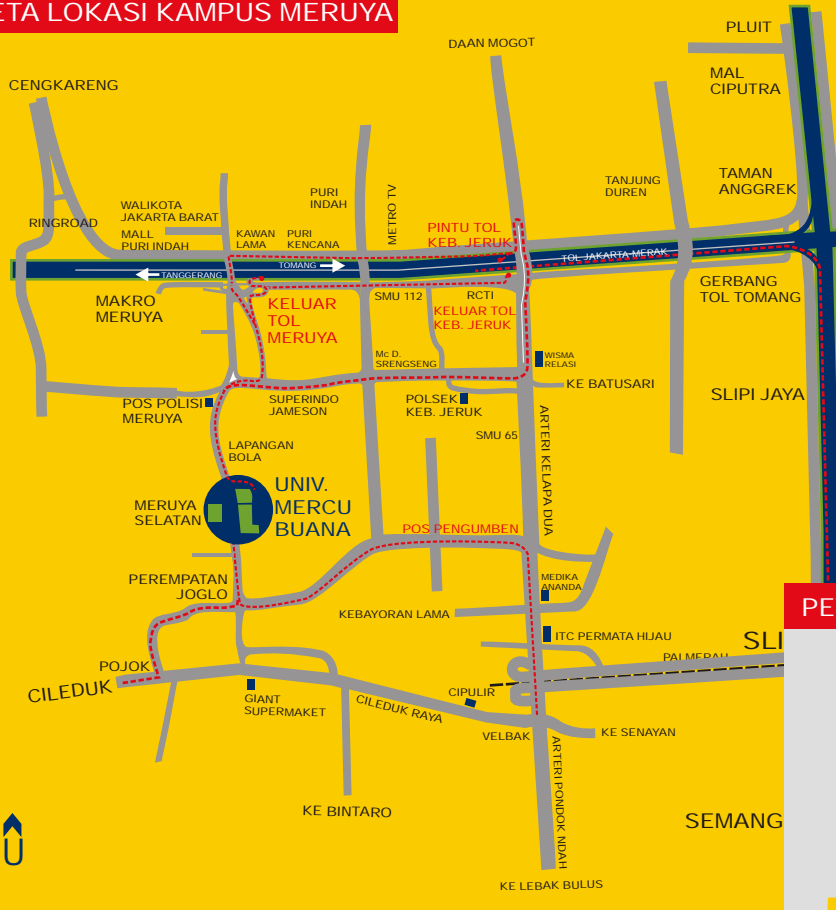 ETA LOKASI KAMPUS MERUYA
PLUIT
DAAN MOGOT
MAL
CIPUTRA
CENGKARENG
TANJUNG
DUREN
TAMAN
ANGGREK
PURI
INDAH
METRO TV
WALIKOTA
JAKARTA BARAT
RINGROAD
MALL
PURI INDAH
KAWAN
LAMA
PURI
KENCANA
PINTU TOL
KEB. JERUK
TOL JAKARTA MERAK
TOMANG
TANGGERANG
GERBANG
TOL TOMANG
MAKRO
MERUYA
KELUAR
TOL
MERUYA
SMU 112
RCTI
KELUAR TOL
KEB. JERUK
Mc D.
SRENGSENG
WISMA
RELASI
KE BATUSARI
SLIPI JAYA
POS POLISI
MERUYA
SUPERINDO
JAMESON
POLSEK
KEB. JERUK
SMU 65
ARTERI KELAPA DUA
LAPANGAN
BOLA
UNIV.
MERCU
BUANA
MERUYA
SELATAN
POS PENGUMBEN
PEREMPATAN
JOGLO
MEDIKA
ANANDA
KEBAYORAN LAMA
PE
ITC PERMATA HIJAU
SLI
PALMERAH
POJOK
CILEDUK
GIANT
SUPERMAKET
CILEDUK RAYA
CIPULIR
VELBAK
KE SENAYAN
ARTERI PONDOK NDAH
KE BINTARO
SEMANG
U
KE LEBAK BULUS